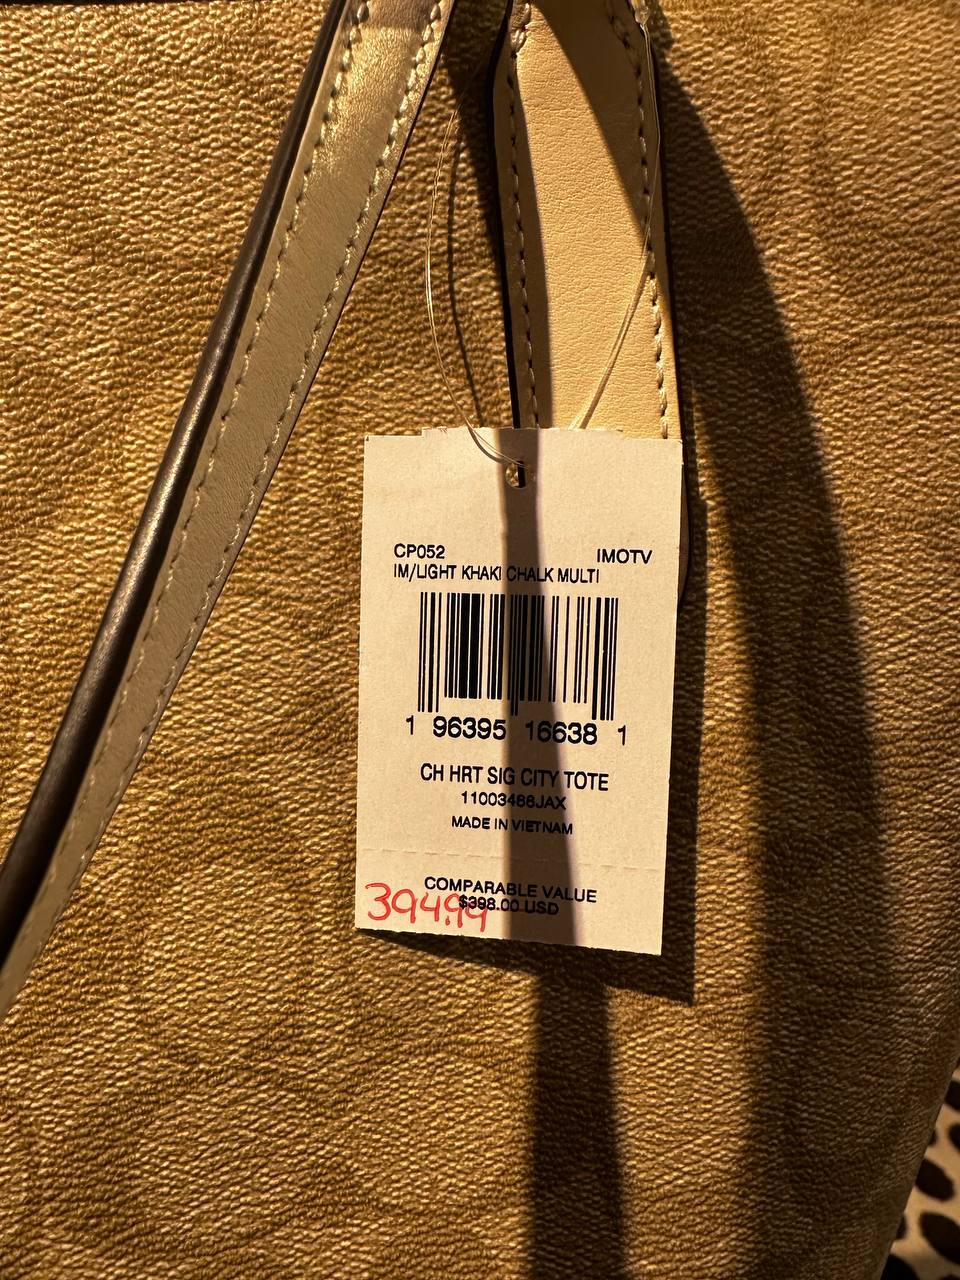 CP052 IMOTV
IM/LIGHT KHAKI CHALK MULTI
1 96395 16638 1
CH HRT SIG CITY TOTE
11003486JAX
MADE IN VIETNAM
COMPARABLE VALUE
$398.00 USD
394.99